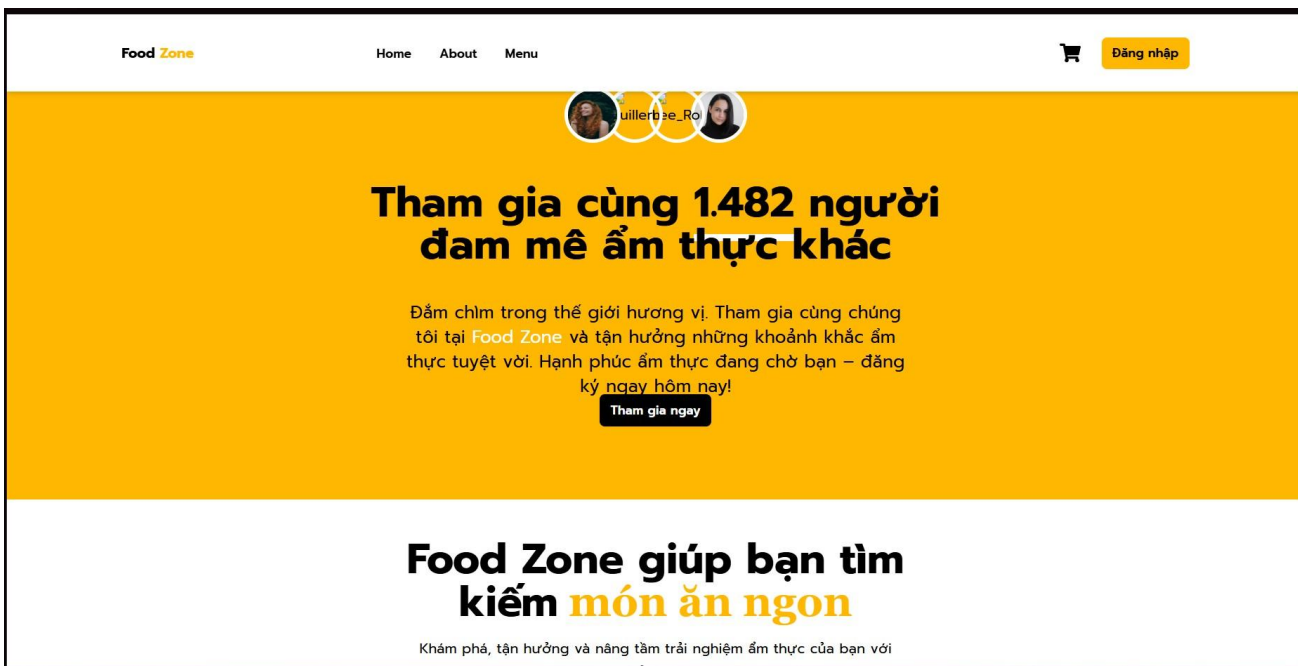 Food Zone
Home About Menu
Đăng nhập
Tham gia cùng 1.482 người
đam mê ẩm thực khác
Đắm chìm trong thế giới hương vị. Tham gia cùng chúng
tôi tại Food Zone và tận hưởng những khoảnh khắc ẩm
thực tuyệt vời. Hạnh phúc ẩm thực đang chờ bạn – đăng
ký ngay hôm nay!
Tham gia ngay
Food Zone giúp bạn tìm
kiếm món ăn ngon
Khám phá, tận hưởng và nâng tầm trải nghiệm ẩm thực của bạn với